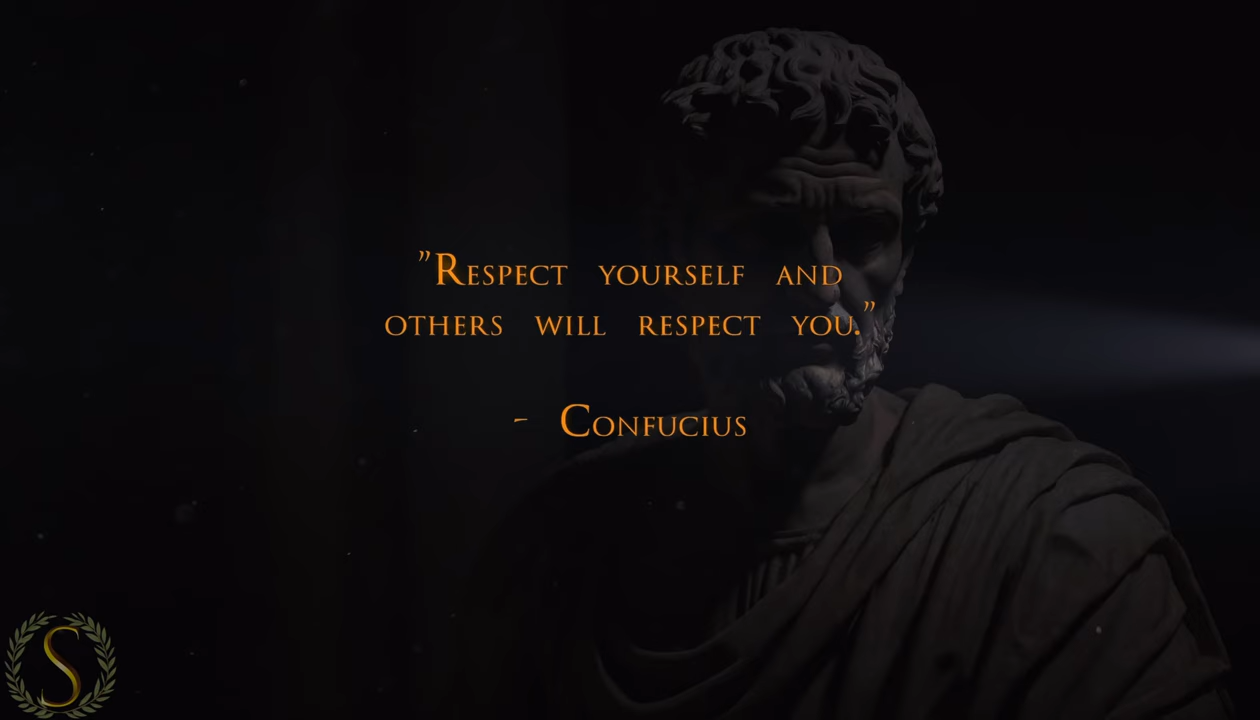 ”Respect yourself and
others will respect you.”
- Confucius
S